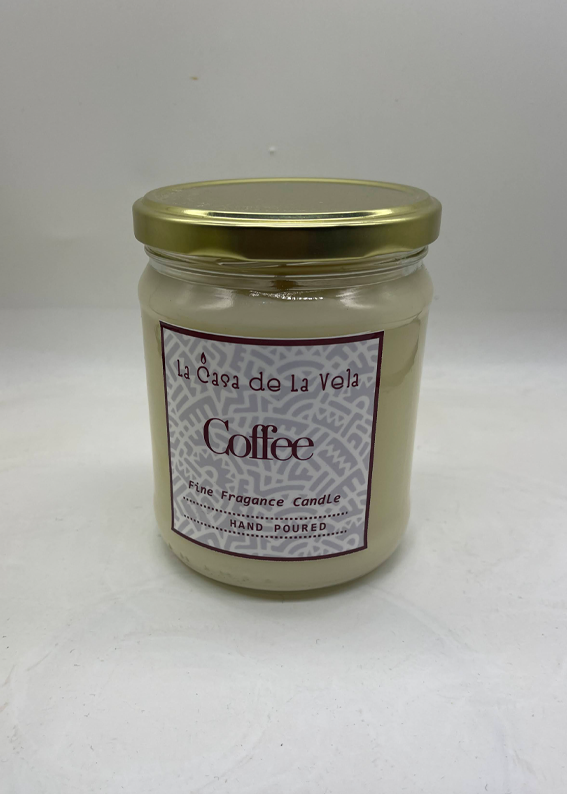 La Casa de La Vela
Coffee
Fine Fragance Candle
HAND POURED